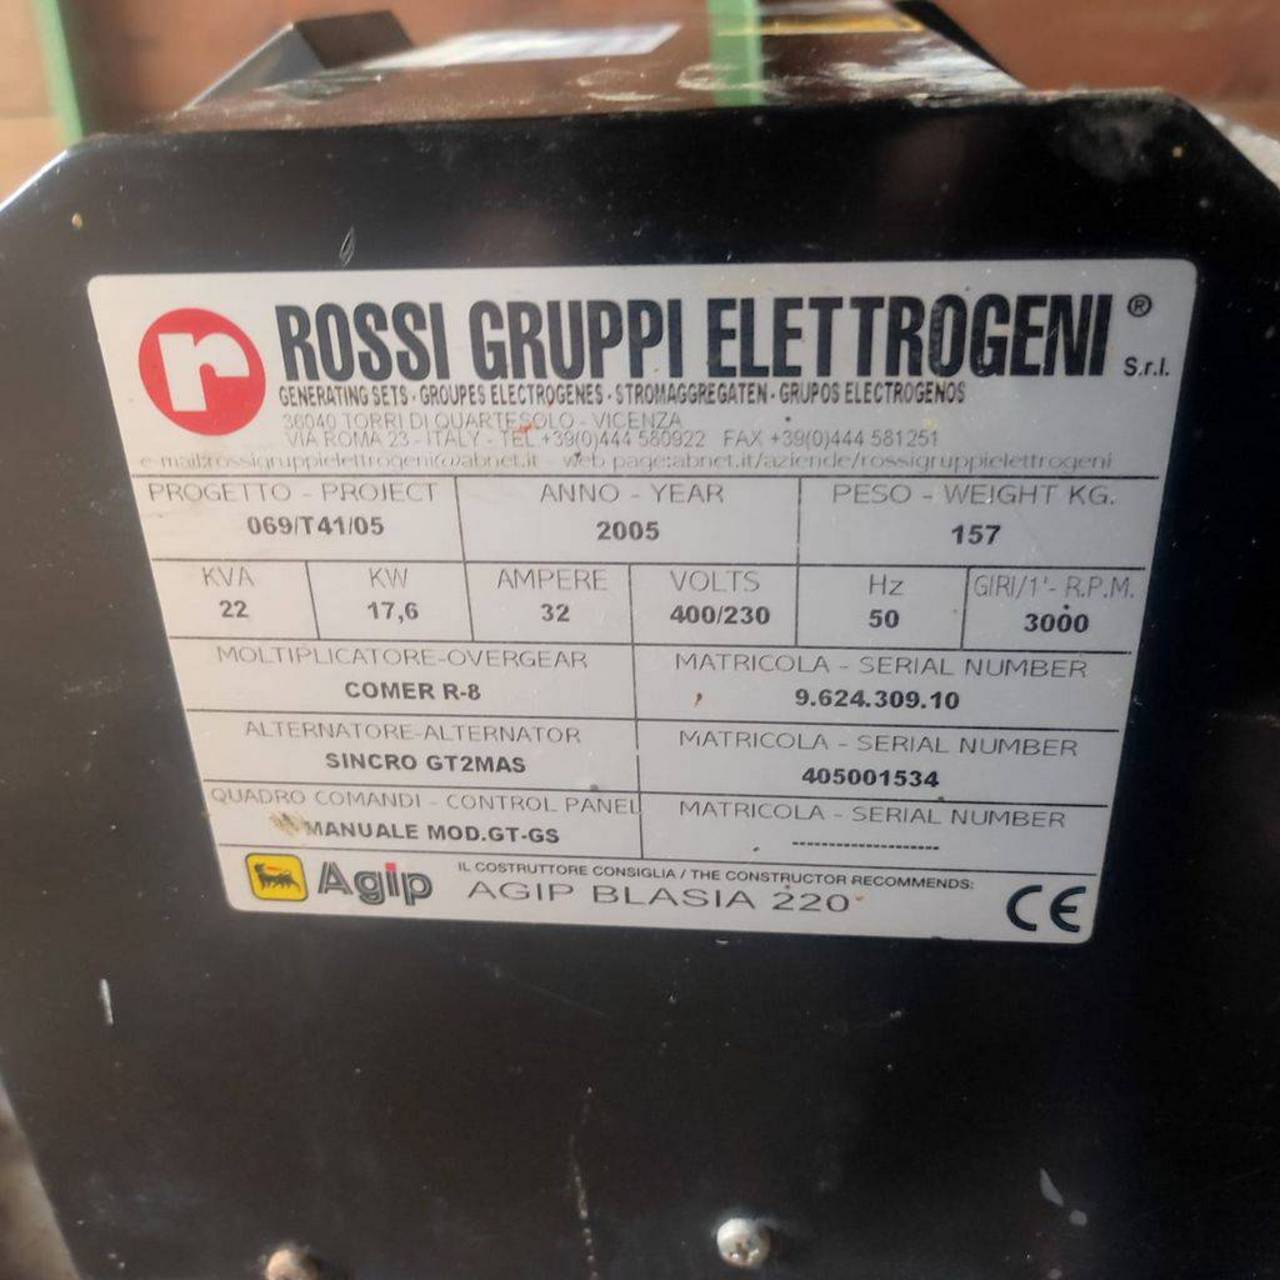 r ROSSI GRUPPI ELETTROGENI ® S.r.l.
GENERATING SETS - GROUPES ELECTROGENES - STROMAGGREGATEN - GRUPOS ELECTROGENOS
36040 TORRI DI QUARTESOLO - VICENZA
VIA ROMA 23 - ITALY - TEL +39(0)444 580922 FAX +39(0)444 581251
e-mail:rossigruppielettrogeni@abnet.it - web page:abnet.it/aziende/rossigruppielettrogeni
PROGETTO - PROJECT ANNO - YEAR PESO - WEIGHT KG.
069/T41/05 2005 157
KVA KW AMPERE VOLTS Hz GIRI/1'- R.P.M.
22 17,6 32 400/230 50 3000
MOLTIPLICATORE-OVERGEAR MATRICOLA - SERIAL NUMBER
COMER R-8 9.624.309.10
ALTERNATORE-ALTERNATOR MATRICOLA - SERIAL NUMBER
SINCRO GT2MAS 405001534
QUADRO COMANDI - CONTROL PANEL MATRICOLA - SERIAL NUMBER
MANUALE MOD.GT-GS -------------------
Agip IL COSTRUTTORE CONSIGLIA / THE CONSTRUCTOR RECOMMENDS:
AGIP BLASIA 220 CE